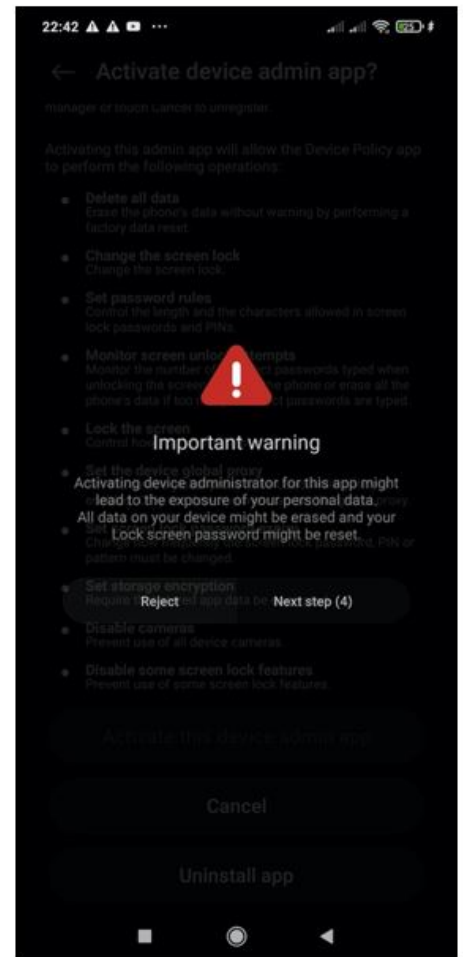 22:42
← Activate device admin app?
manager or touch Cancel to unregister.
Activating this admin app will allow the Device Policy app
to perform the following operations:
Delete all data
Erase the phone's data without warning by performing a
factory data reset.
Change the screen lock
Change the screen lock.
Set password rules
Control the length and the characters allowed in screen
lock passwords and PINs.
Monitor screen unlock attempts
Monitor the number passwords typed when
unlocking the screen phone or erase all the
phone's data if too passwords are typed.
Lock the screen
Control
Important warning
Set the device global proxy
Activating device administrator for this app might
lead to the exposure of your personal data.
All data on your device might be erased and your
Lock screen password might be reset.
pattern must be changed.
Set storage encryption
Reject
Next step (4)
Disable cameras
Prevent use of all device cameras.
Disable some screen lock features
Prevent use of some screen lock features.
Activate this device admin app
Cancel
Uninstall app